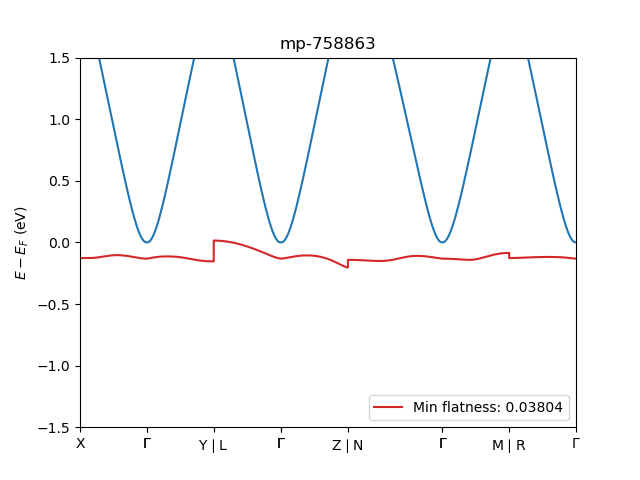 mp-758863
1.5
1.0
0.5
0.0
−0.5
−1.0
−1.5
E − E_F (eV)
X Γ Y | L Γ Z | N Γ M | R Γ
Min flatness: 0.03804